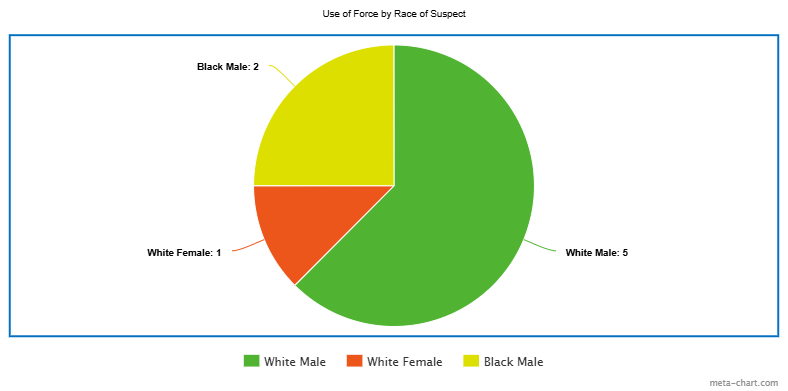 Use of Force by Race of Suspect
Black Male: 2
White Female: 1
White Male: 5
White Male
White Female
Black Male
meta-chart.com